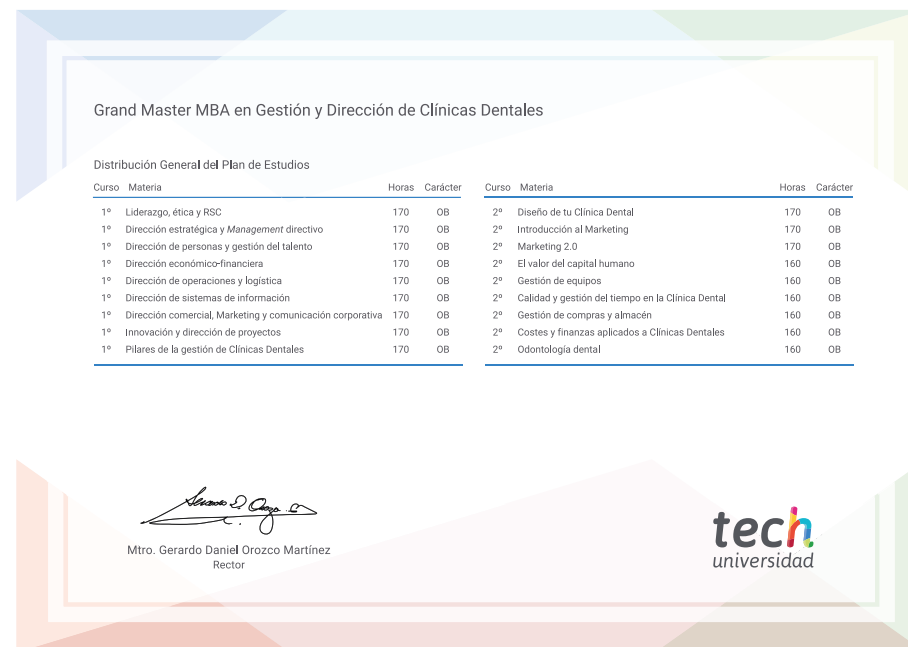 Grand Master MBA en Gestión y Dirección de Clínicas Dentales
Distribución General del Plan de Estudios
Curso Materia Horas Carácter
1º Liderazgo, ética y RSC 170 OB
1º Dirección estratégica y Management directivo 170 OB
1º Dirección de personas y gestión del talento 170 OB
1º Dirección económico-financiera 170 OB
1º Dirección de operaciones y logística 170 OB
1º Dirección de sistemas de información 170 OB
1º Dirección comercial, Marketing y comunicación corporativa 170 OB
1º Innovación y dirección de proyectos 170 OB
1º Pilares de la gestión de Clínicas Dentales 170 OB
Curso Materia Horas Carácter
2º Diseño de tu Clínica Dental 170 OB
2º Introducción al Marketing 170 OB
2º Marketing 2.0 170 OB
2º El valor del capital humano 160 OB
2º Gestión de equipos 160 OB
2º Calidad y gestión del tiempo en la Clínica Dental 160 OB
2º Gestión de compras y almacén 160 OB
2º Costes y finanzas aplicados a Clínicas Dentales 160 OB
2º Odontología dental 160 OB
Mtro. Gerardo Daniel Orozco Martínez
Rector
tech
universidad